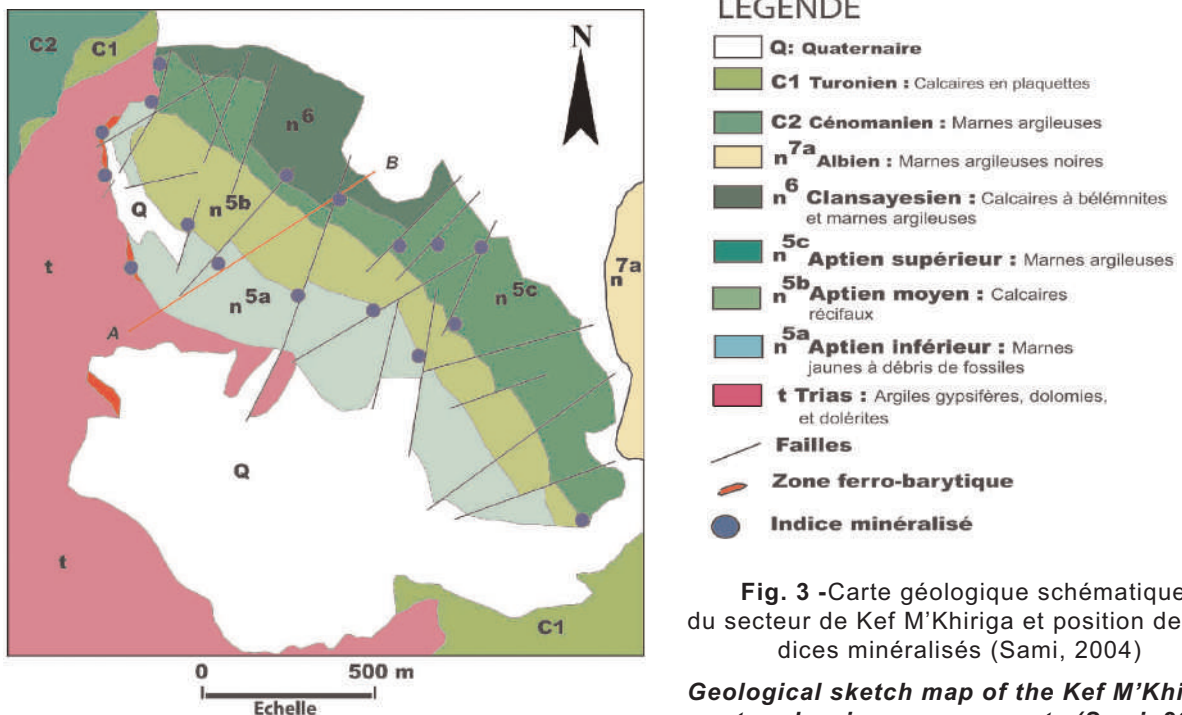 C2
C1
N
n6
B
Q
n5b
t
n5a
n5c
n7a
A
Q
t
C1
0 500 m
Echelle
LEGENDE
Q: Quaternaire
C1 Turonien : Calcaires en plaquettes
C2 Cénomanien : Marnes argileuses
n7a Albien : Marnes argileuses noires
n6 Clansayesien : Calcaires à bélémnites
et marnes argileuses
n5c Aptien supérieur : Marnes argileuses
n5b Aptien moyen : Calcaires
récifaux
n5a Aptien inférieur : Marnes
jaunes à débris de fossiles
t Trias : Argiles gypsifères, dolomies,
et dolérites
Failles
Zone ferro-barytique
Indice minéralisé
Fig. 3 -Carte géologique schématique
du secteur de Kef M'Khiriga et position de
dices minéralisés (Sami, 2004)
Geological sketch map of the Kef M'Khi